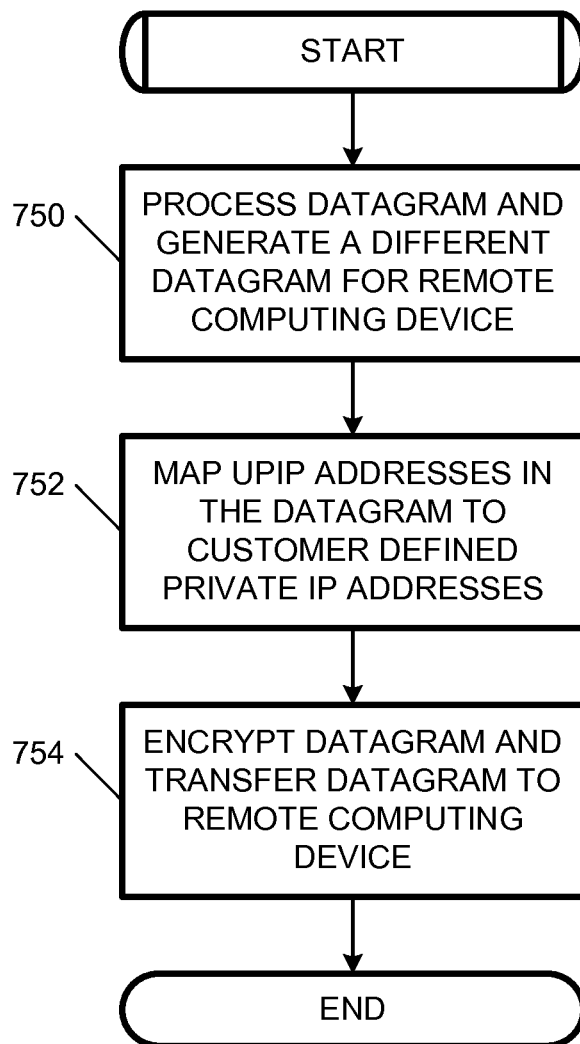 START
750
PROCESS DATAGRAM AND
GENERATE A DIFFERENT
DATAGRAM FOR REMOTE
COMPUTING DEVICE
752
MAP UPIP ADDRESSES IN
THE DATAGRAM TO
CUSTOMER DEFINED
PRIVATE IP ADDRESSES
754
ENCRYPT DATAGRAM AND
TRANSFER DATAGRAM TO
REMOTE COMPUTING
DEVICE
END